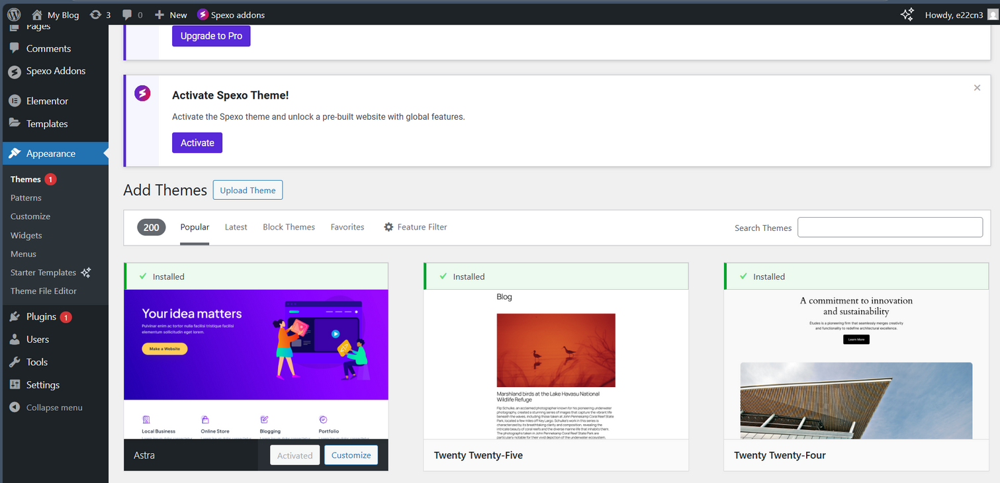 My Blog
3
0
New
Spexo addons
Howdy, e22cn3
Pages
Comments
Spexo Addons
Elementor
Templates
Appearance
Themes 1
Patterns
Customize
Widgets
Menus
Starter Templates
Theme File Editor
Plugins 1
Users
Tools
Settings
Collapse menu
Upgrade to Pro
Activate Spexo Theme!
Activate the Spexo theme and unlock a pre-built website with global features.
Activate
Add Themes
Upload Theme
200
Popular
Latest
Block Themes
Favorites
Feature Filter
Search Themes
Installed
Your idea matters
Pulvinar enim ac tortor nulla facilisi tristique facilisi
elementum sollicitudin eget lorem.
Make a Website
Local Business
Online Store
Blogging
Portfolio
Astra
Activated
Customize
Installed
Blog
Marshland birds at the Lake Havasu National
Wildlife Refuge
Pip Schulke, an acclaimed photographer known for his pioneering underwater
photography, created a stunning series of images that capture the vibrant life
beneath the waves, including those taken at John Pennekamp Coral Reef State
Park, located a few miles off Key Largo. Schulke's work in this series is
characterized by its breathtaking clarity and composition, revealing the
intricate beauty of coral reefs and the diverse marine life that inhabits them.
The photographs taken in John Pennekamp Coral Reef State Park are
particularly notable for their vivid depiction of the underwater ecosystem,
Twenty Twenty-Five
Installed
A commitment to innovation
and sustainability
Études is a pioneering firm that seamlessly merges creativity
and functionality to redefine architectural excellence.
Learn More
Twenty Twenty-Four